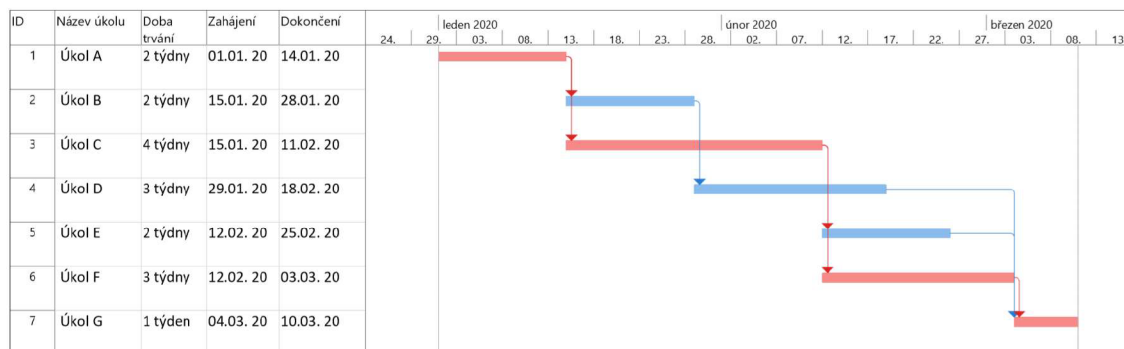 ID Název úkolu Doba trvání Zahájení Dokončení
leden 2020 únor 2020 březen 2020
24. 29. 03. 08. 13. 18. 23. 28. 02. 07. 12. 17. 22. 27. 03. 08. 13
1 Úkol A 2 týdny 01.01. 20 14.01. 20
2 Úkol B 2 týdny 15.01. 20 28.01. 20
3 Úkol C 4 týdny 15.01. 20 11.02. 20
4 Úkol D 3 týdny 29.01. 20 18.02. 20
5 Úkol E 2 týdny 12.02. 20 25.02. 20
6 Úkol F 3 týdny 12.02. 20 03.03. 20
7 Úkol G 1 týden 04.03. 20 10.03. 20